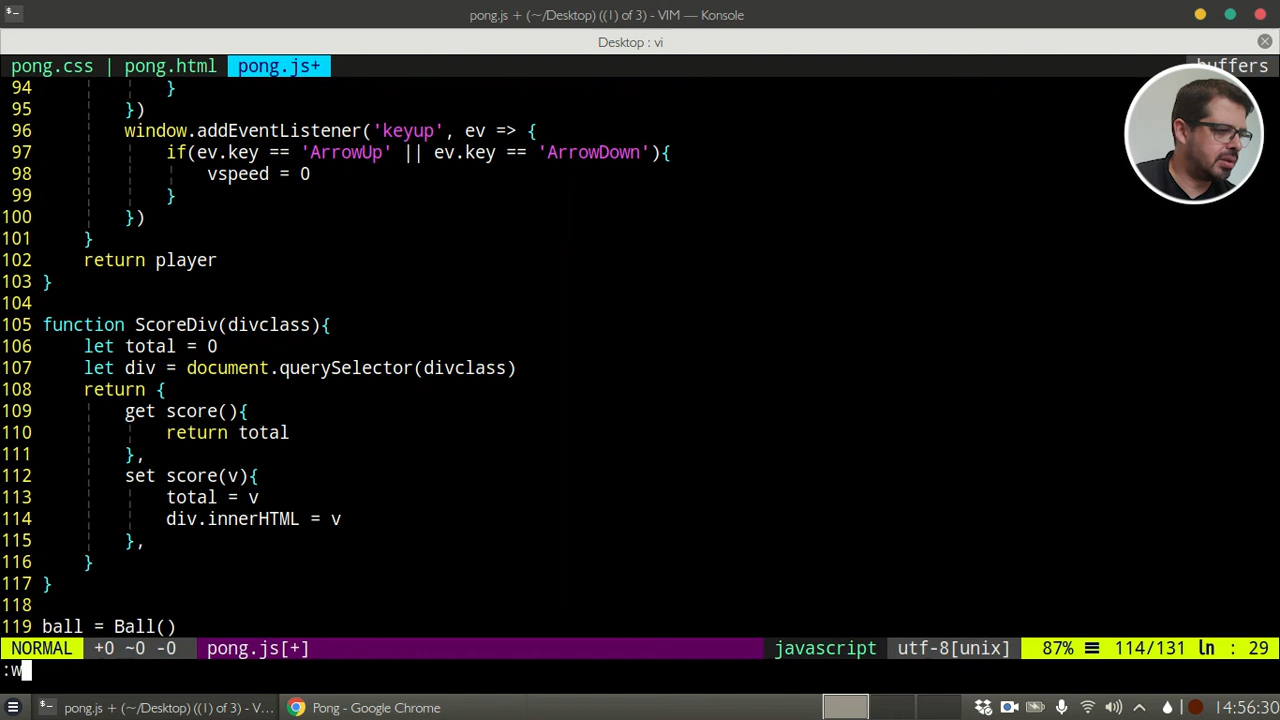 pong.js + (~/Desktop) ((1) of 3) - VIM — Konsole
Desktop : vi
pong.css | pong.html pong.js+ buffers
94 }
95 })
96 window.addEventListener('keyup', ev => {
97 if(ev.key == 'ArrowUp' || ev.key == 'ArrowDown'){
98 vspeed = 0
99 }
100 })
101 }
102 return player
103 }
104
105 function ScoreDiv(divclass){
106 let total = 0
107 let div = document.querySelector(divclass)
108 return {
109 get score(){
110 return total
111 },
112 set score(v){
113 total = v
114 div.innerHTML = v
115 },
116 }
117 }
118
119 ball = Ball()
NORMAL +0 ~0 -0 pong.js[+] javascript utf-8[unix] 87% ☰ 114/131 ln : 29
:w
pong.js + (~/Desktop) ((1) of 3) - V... Pong - Google Chrome 14:56:30